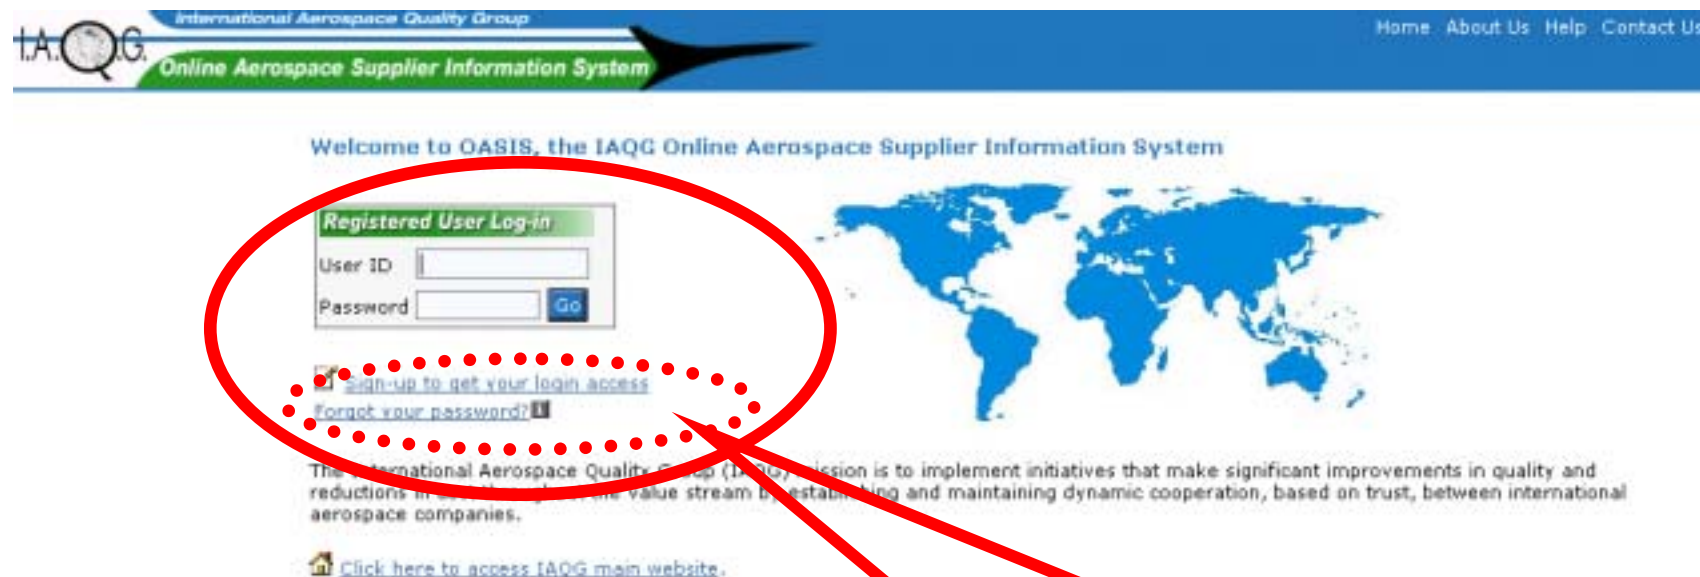 International Aerospace Quality Group
I.A.Q.G.
Online Aerospace Supplier Information System
Home About Us Help Contact Us
Welcome to OASIS, the IAQG Online Aerospace Supplier Information System
Registered User Log-in
User ID
Password Go
Sign-up to get your login access
Forgot your password? i
The International Aerospace Quality Group (IAQG) mission is to implement initiatives that make significant improvements in quality and
reductions in value stream by establishing and maintaining dynamic cooperation, based on trust, between international
aerospace companies.
Click here to access IAQG main website.